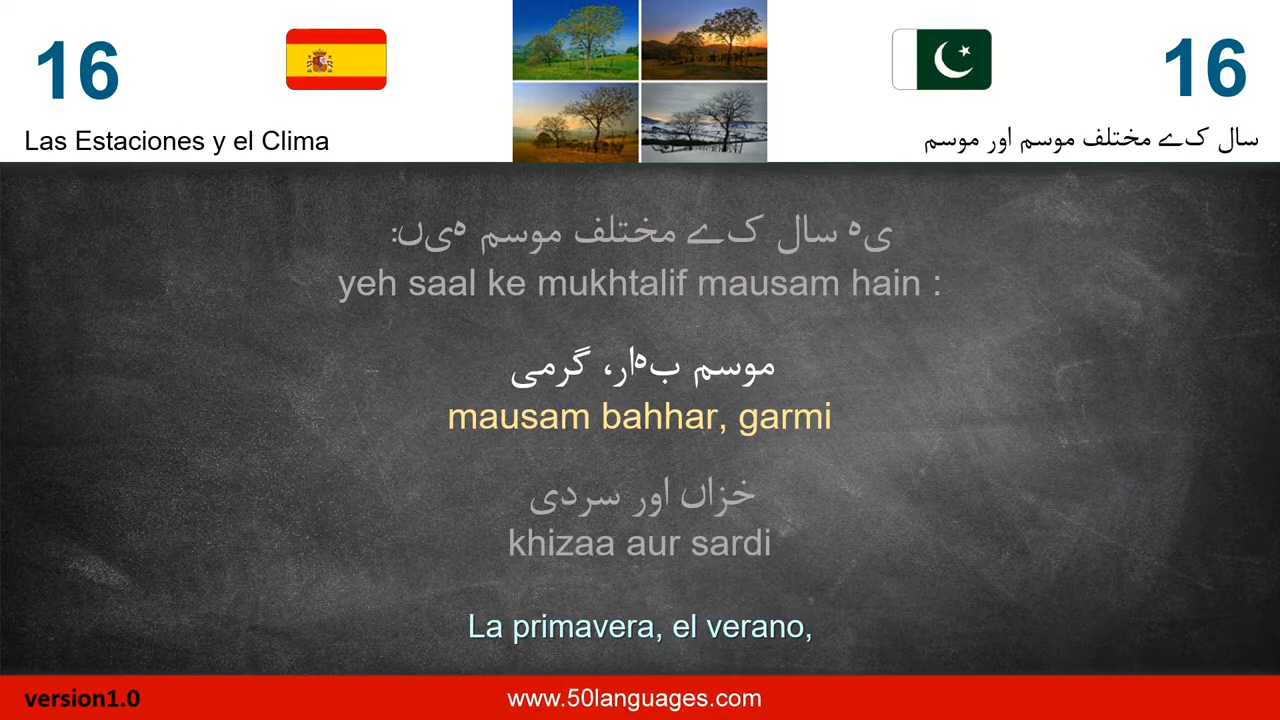 16
16
Las Estaciones y el Clima
سال کے مختلف موسم اور موسم
یہ سال کے مختلف موسم ہیں:
yeh saal ke mukhtalif mausam hain :
موسم بہار، گرمی
mausam bahhar, garmi
خزاں اور سردی
khizaa aur sardi
La primavera, el verano,
version1.0
www.50languages.com